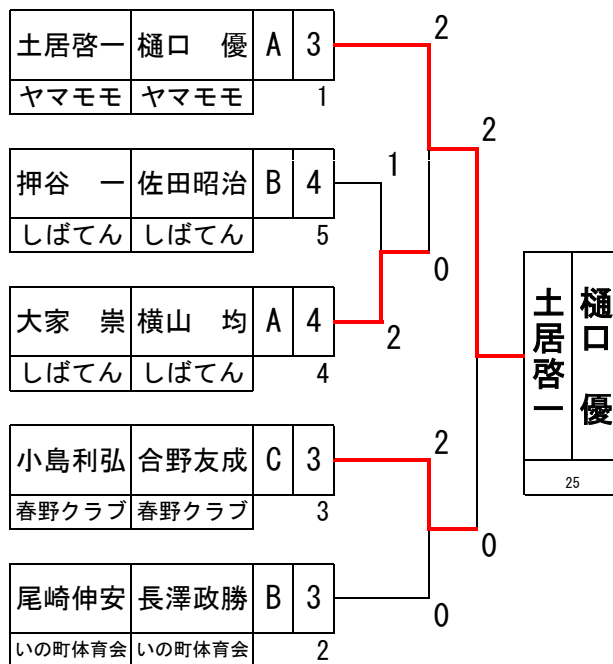 土居啓一 樋口　優 A 3
ヤマモモ ヤマモモ 1
2
2
押谷　一 佐田昭治 B 4
しばてん しばてん 5
1
0
大家　崇 横山　均 A 4
しばてん しばてん 4
2
土居啓一
樋口　優
25
小島利弘 合野友成 C 3
春野クラブ 春野クラブ 3
2
0
尾崎伸安 長澤政勝 B 3
いの町体育会 いの町体育会 2
0